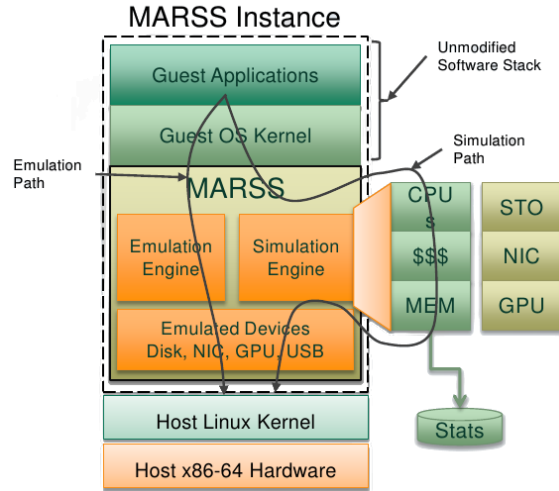 MARSS Instance
Guest Applications
Unmodified
Software Stack
Guest OS Kernel
Emulation
Path
Simulation
Path
MARSS
CPU
s
STO
Emulation
Engine
Simulation
Engine
$$$
NIC
MEM
GPU
Emulated Devices
Disk, NIC, GPU, USB
Host Linux Kernel
Stats
Host x86-64 Hardware